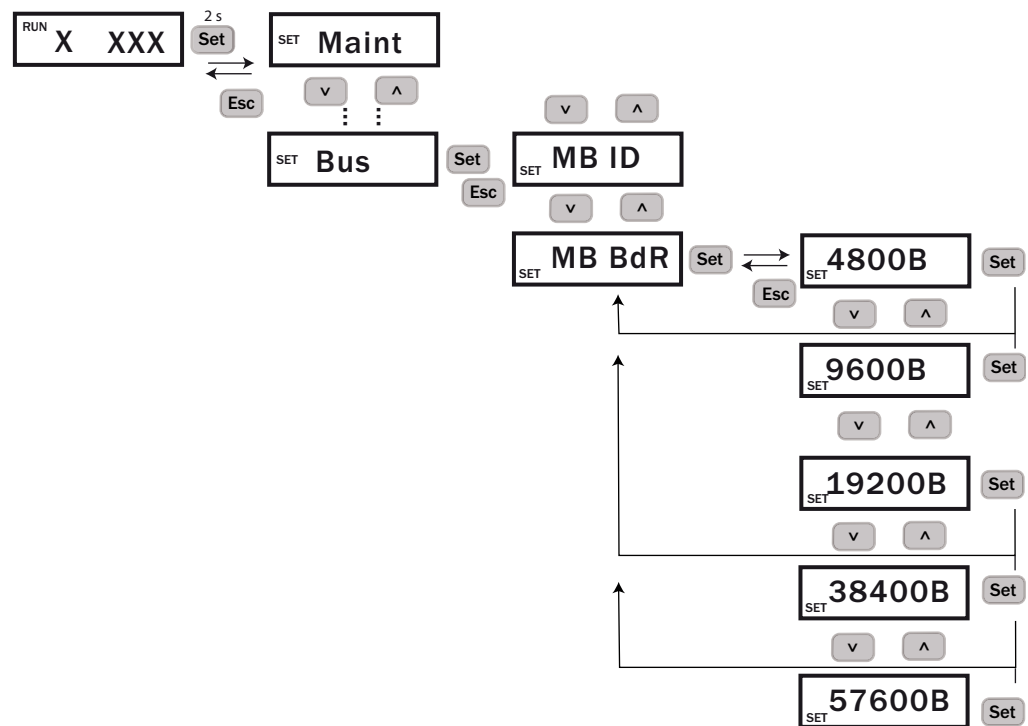 2 s
RUN X XXX Set SET Maint
Esc v ^
v ^
SET Bus Set SET MB ID
Esc
v ^
SET MB BdR Set SET 4800B Set
Esc
v ^
SET 9600B Set
v ^
SET 19200B Set
v ^
SET 38400B Set
v ^
SET 57600B Set